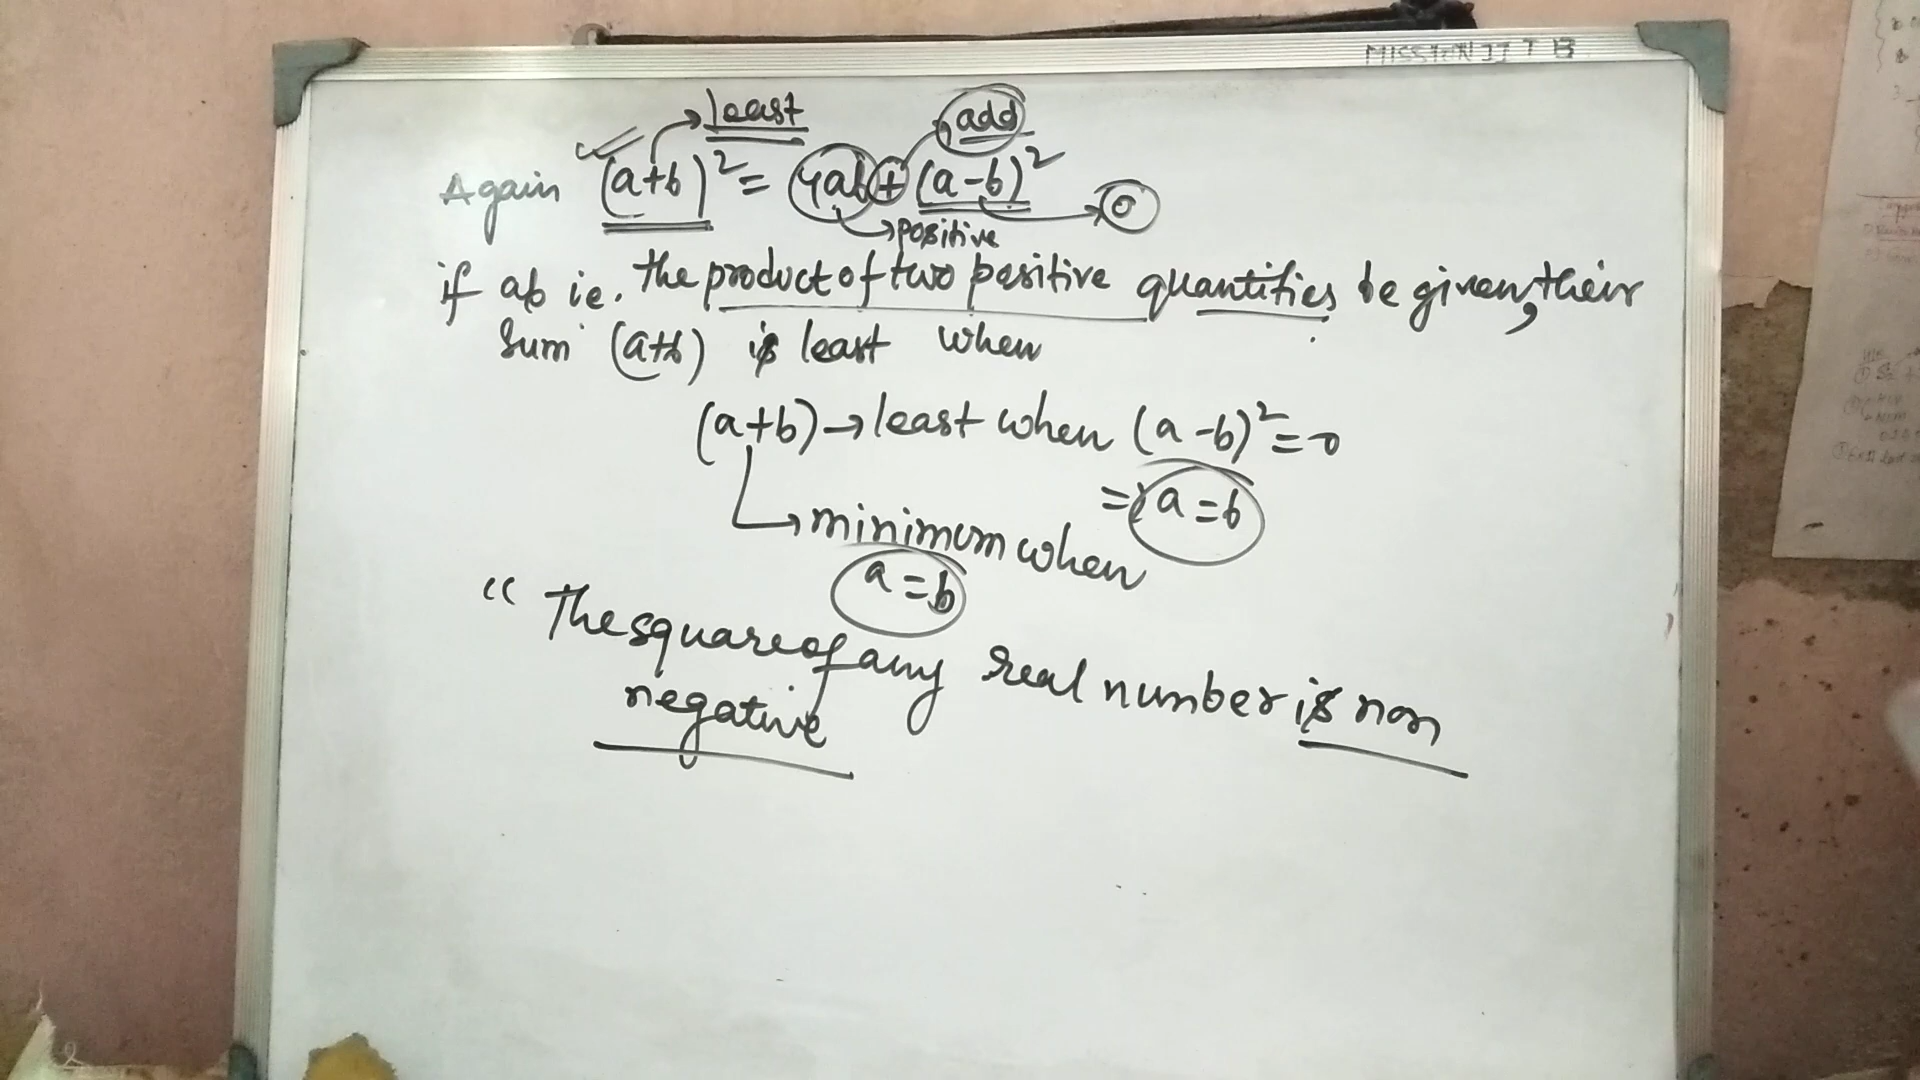 MISSION IIT B
least
add
Again (a+b)² = 4ab + (a-b)²
0
positive
if ab ie. the product of two positive quantities be given, their
sum (a+b) is least when
(a+b) → least when (a-b)² = 0
=> a = b
minimum when
a = b
“ The square of any real number is non
negative